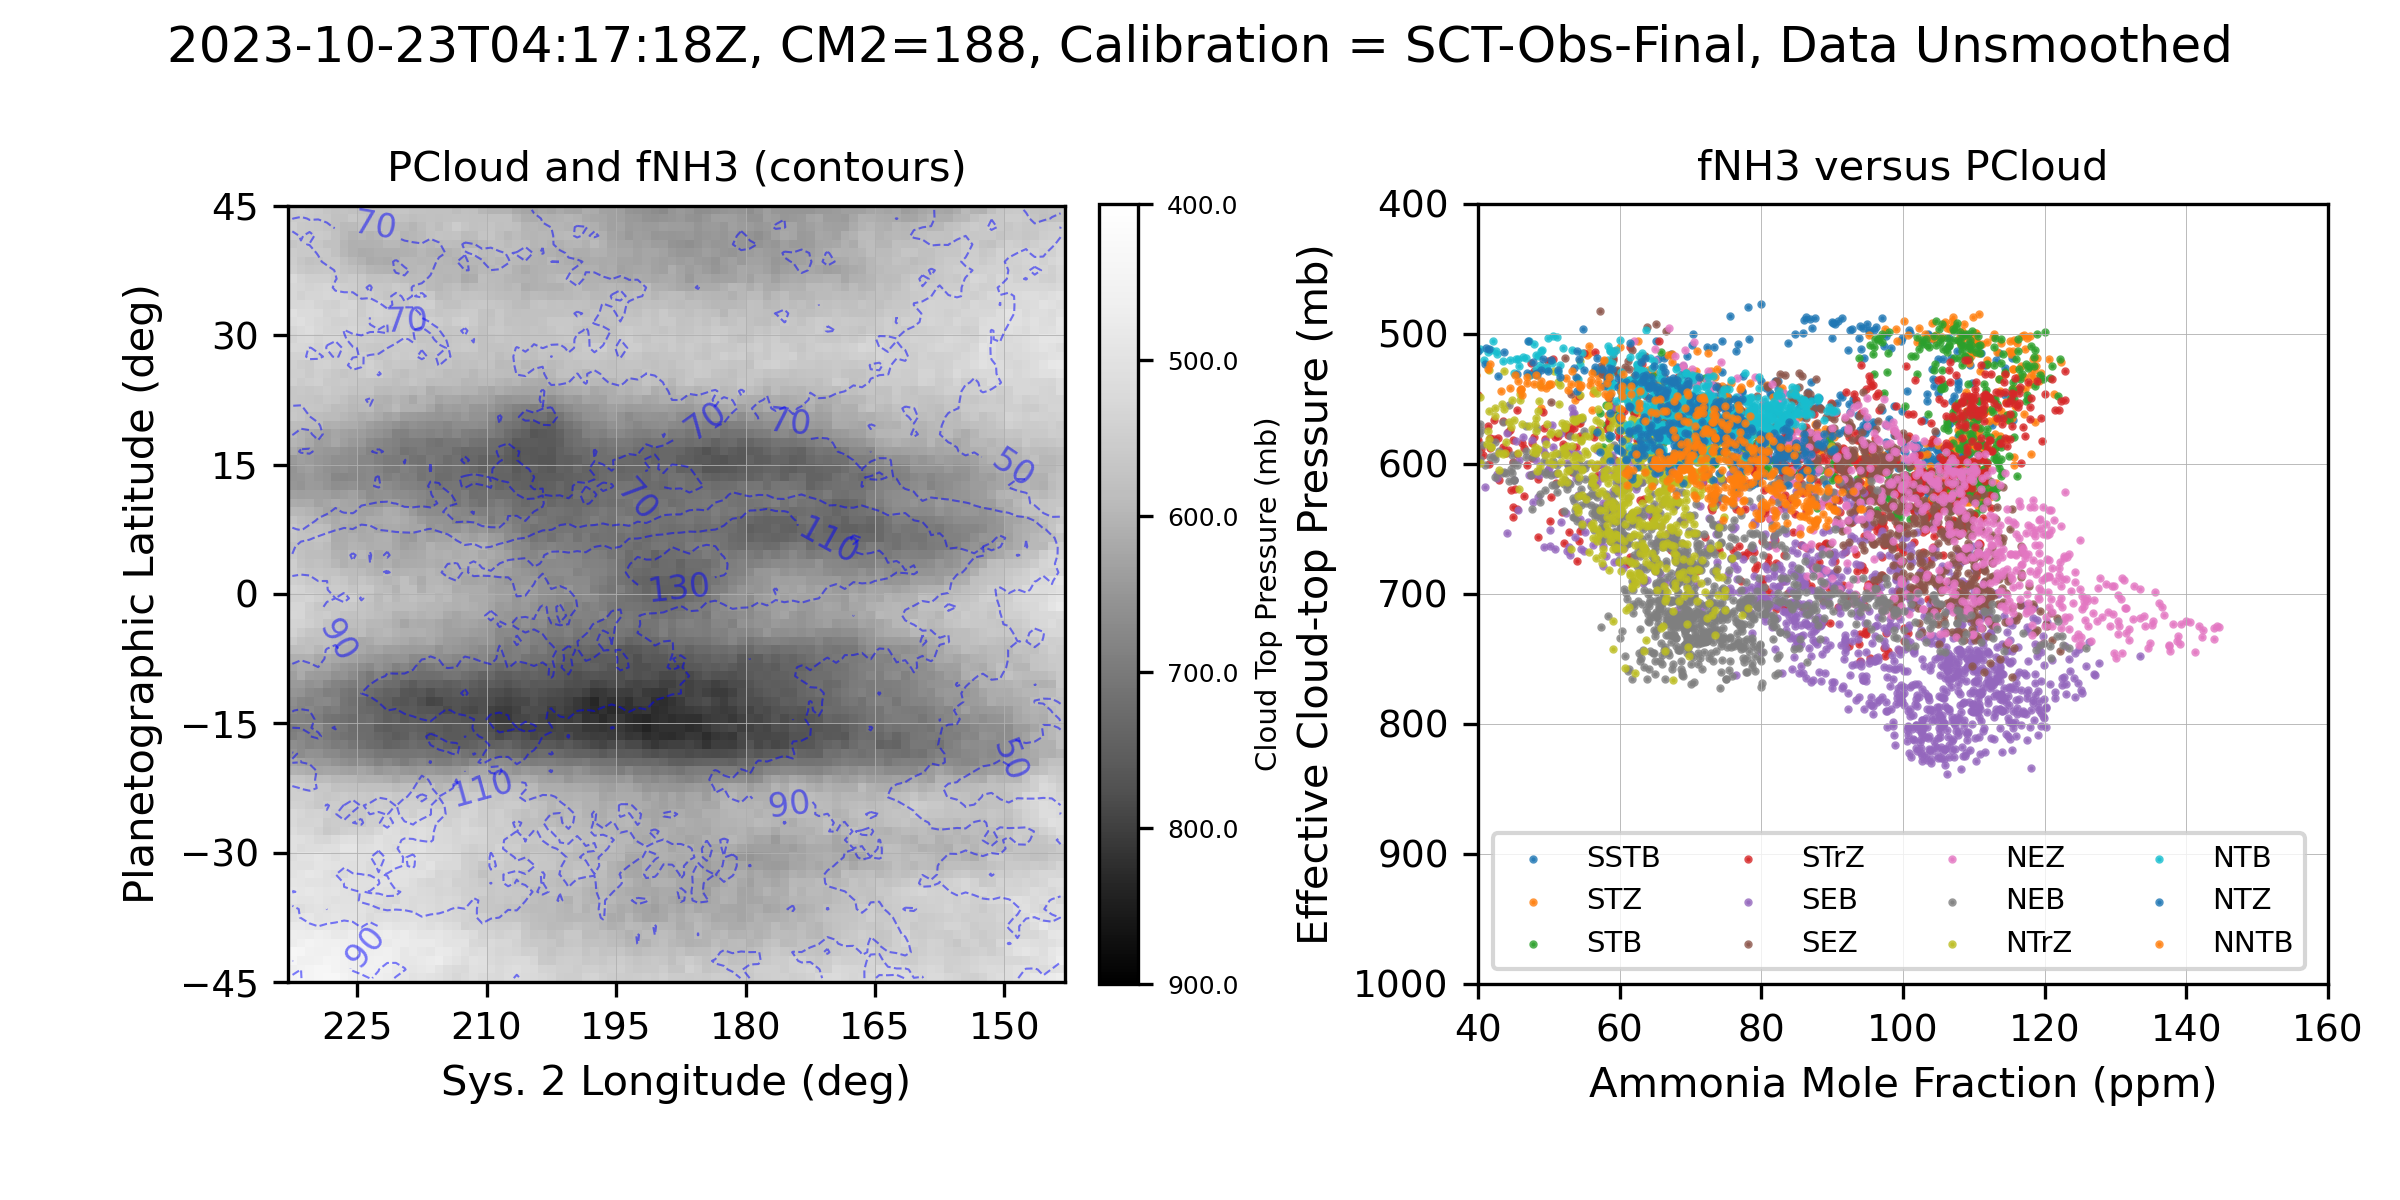 2023-10-23T04:17:18Z, CM2=188, Calibration = SCT-Obs-Final, Data Unsmoothed
PCloud and fNH3 (contours)
Planetographic Latitude (deg)
45
30
15
0
−15
−30
−45
225
210
195
180
165
150
Sys. 2 Longitude (deg)
70
70
70
70
50
70
110
130
90
110
50
90
90
400.0
500.0
600.0
700.0
800.0
900.0
Cloud Top Pressure (mb)
fNH3 versus PCloud
Effective Cloud-top Pressure (mb)
400
500
600
700
800
900
1000
SSTB
STZ
STB
STrZ
SEB
SEZ
NEZ
NEB
NTrZ
NTB
NTZ
NNTB
40
60
80
100
120
140
160
Ammonia Mole Fraction (ppm)